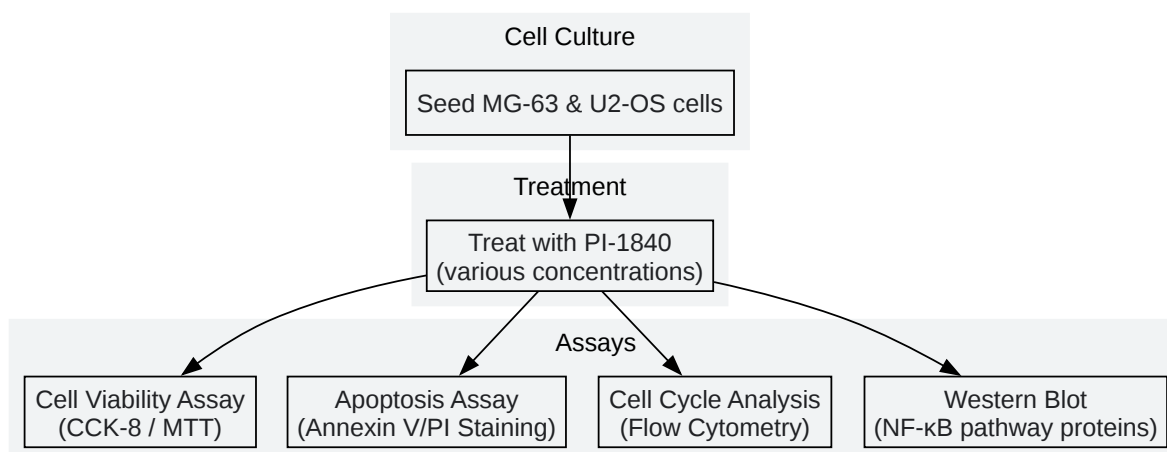 Cell Culture
Seed MG-63 & U2-OS cells
Treatment
Treat with PI-1840
(various concentrations)
Assays
Cell Viability Assay
(CCK-8 / MTT)
Apoptosis Assay
(Annexin V/PI Staining)
Cell Cycle Analysis
(Flow Cytometry)
Western Blot
(NF-κB pathway proteins)